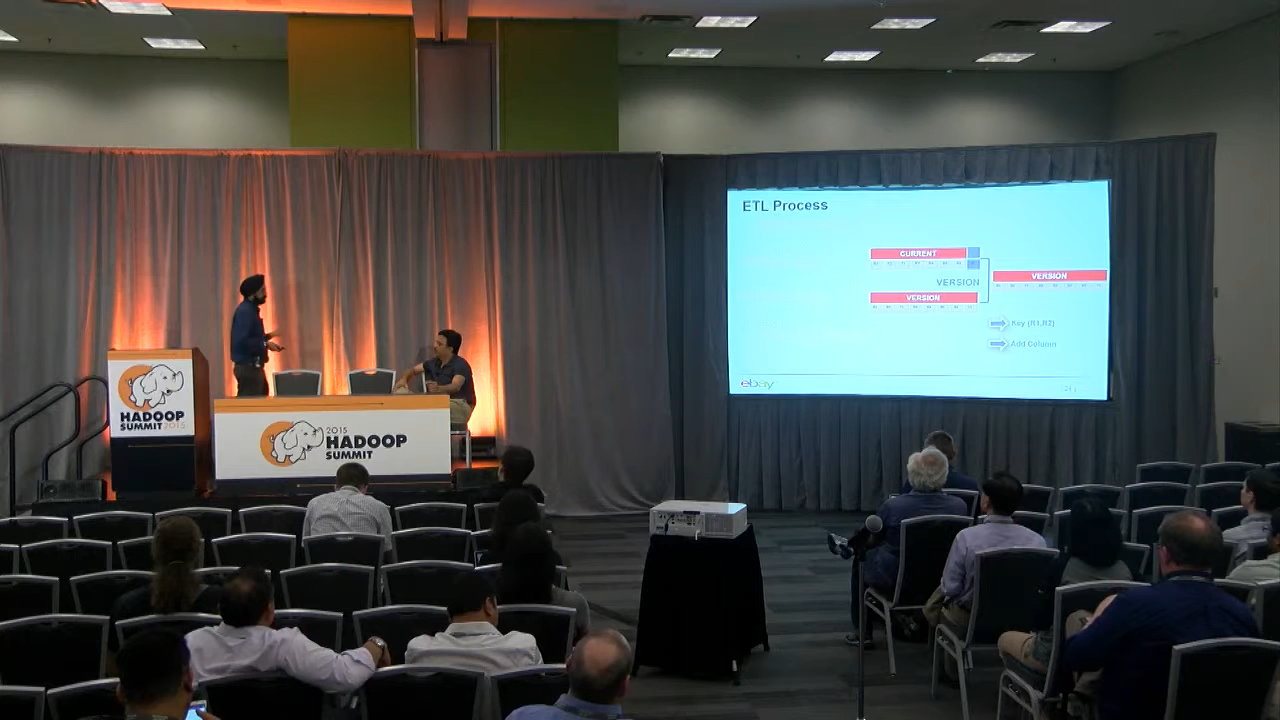 HADOOP
SUMMIT 2015
2015
HADOOP
SUMMIT
ETL Process
CURRENT
VERSION
VERSION
VERSION
Key (R1,R2)
Add Column
ebay